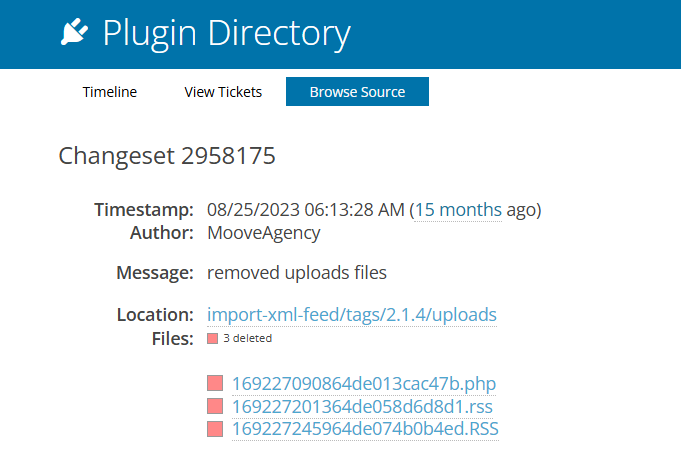 Plugin Directory
Timeline View Tickets Browse Source
Changeset 2958175
Timestamp: 08/25/2023 06:13:28 AM (15 months ago)
Author: MooveAgency
Message: removed uploads files
Location: import-xml-feed/tags/2.1.4/uploads
Files: 3 deleted
169227090864de013cac47b.php
169227201364de058d6d8d1.rss
169227245964de074b0b4ed.RSS